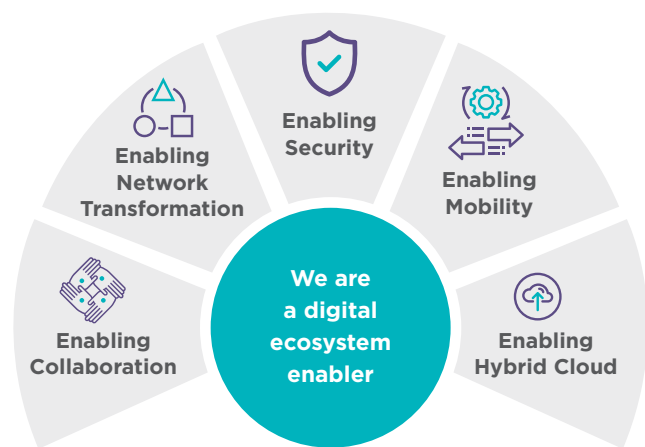 Enabling
Collaboration
Enabling
Network
Transformation
Enabling
Security
Enabling
Mobility
Enabling
Hybrid Cloud
We are
a digital
ecosystem
enabler